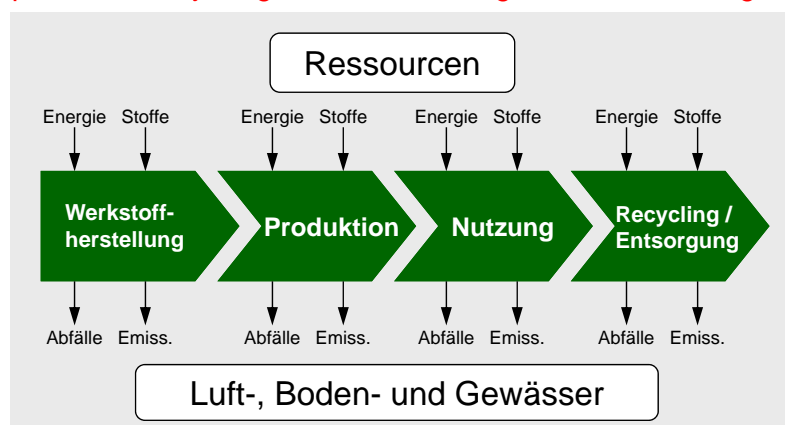 Ressourcen
Energie Stoffe Energie Stoffe Energie Stoffe Energie Stoffe
Werkstoff-
herstellung
Produktion
Nutzung
Recycling /
Entsorgung
Abfälle Emiss. Abfälle Emiss. Abfälle Emiss. Abfälle Emiss.
Luft-, Boden- und Gewässer